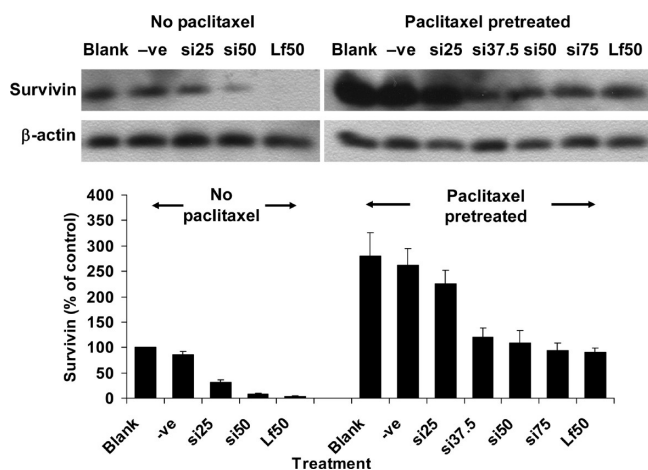 No paclitaxel Paclitaxel pretreated
Blank –ve si25 si50 Lf50 Blank –ve si25 si37.5 si50 si75 Lf50
Survivin
β-actin
400
350
300
250
200
150
100
50
0
Survivin (% of control)
No
paclitaxel
Paclitaxel
pretreated
Blank -ve si25 si50 Lf50 Blank -ve si25 si37.5 si50 si75 Lf50
Treatment